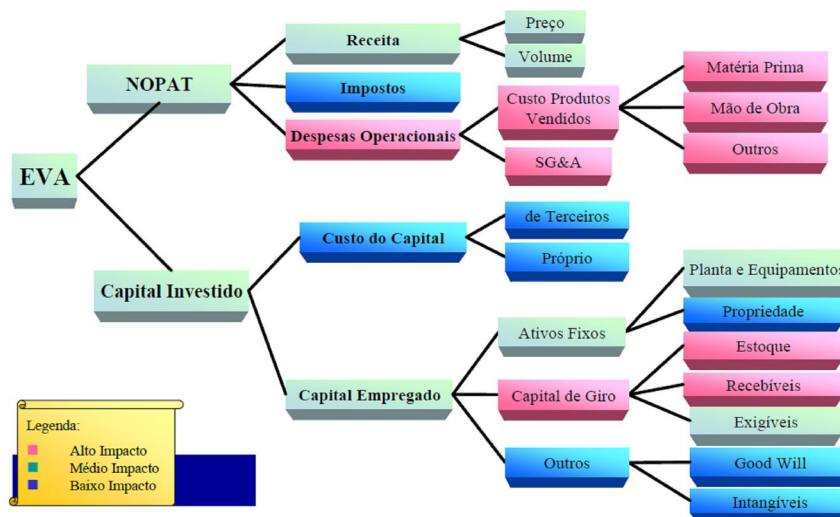 EVA
NOPAT
Receita
Preço
Volume
Impostos
Despesas Operacionais
Custo Produtos
Vendidos
Matéria Prima
Mão de Obra
Outros
SG&A
Capital Investido
Custo do Capital
de Terceiros
Próprio
Capital Empregado
Ativos Fixos
Planta e Equipamentos
Propriedade
Capital de Giro
Estoque
Recebíveis
Exigíveis
Outros
Good Will
Intangíveis
Legenda:
Alto Impacto
Médio Impacto
Baixo Impacto